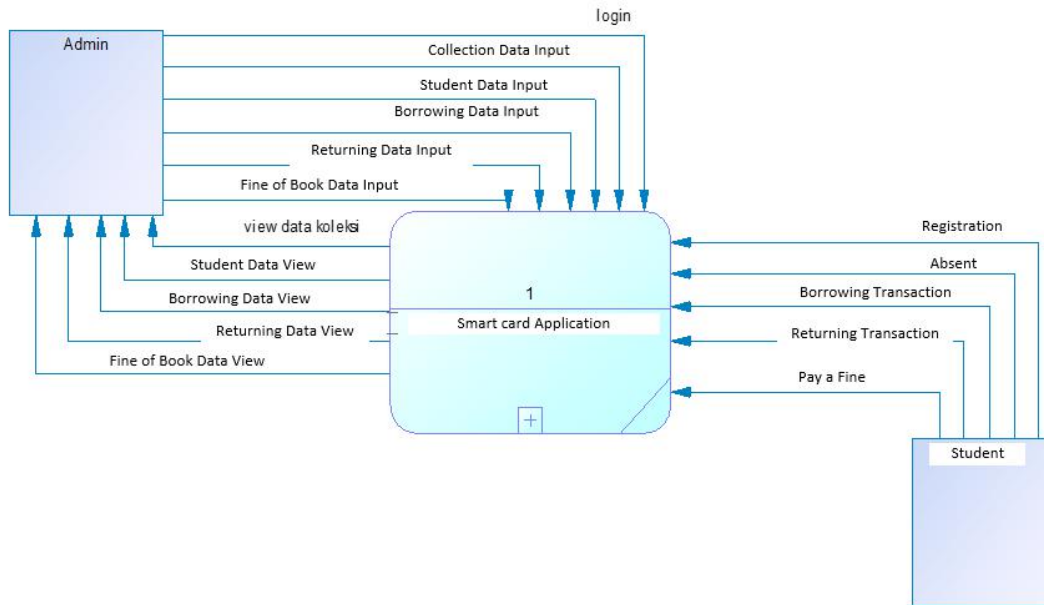 login
Admin
Collection Data Input
Student Data Input
Borrowing Data Input
Returning Data Input
Fine of Book Data Input
view data koleksi
Student Data View
Borrowing Data View
Returning Data View
Fine of Book Data View
1
Smart card Application
Registration
Absent
Borrowing Transaction
Returning Transaction
Pay a Fine
Student